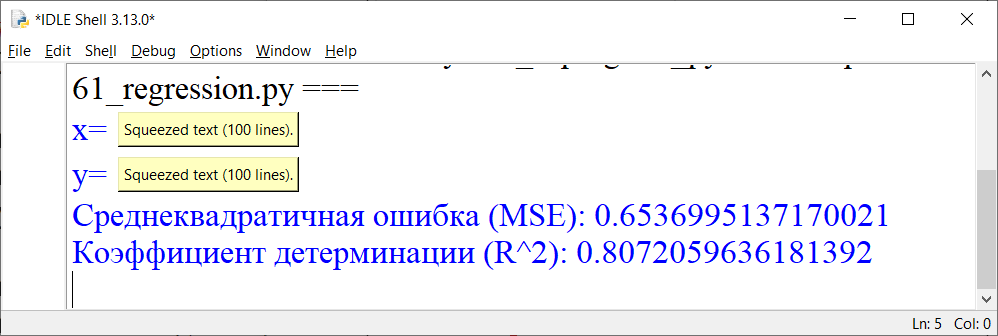 *IDLE Shell 3.13.0*
File Edit Shell Debug Options Window Help
61_regression.py ===
x= Squeezed text (100 lines).
y= Squeezed text (100 lines).
Среднеквадратичная ошибка (MSE): 0.6536995137170021
Коэффициент детерминации (R^2): 0.8072059636181392
Ln: 5 Col: 0